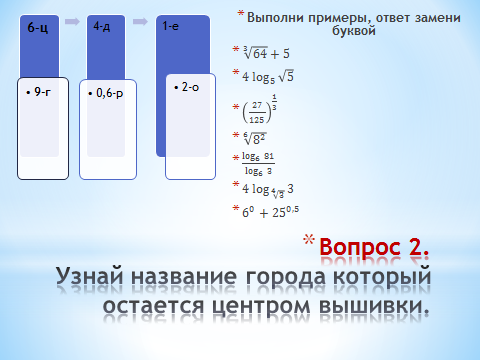 6-ц
4-д
1-е
• 9-г
• 0,6-р
• 2-о
* Выполни примеры, ответ замени
буквой
* ∛64 + 5
* 4 log₅ √5
* (27/125)^(1/3)
* ⁶√(8²)
* log₆ 81 / log₆ 3
* 4 log_(⁴√3) 3
* 6⁰ + 25^(0,5)
* Вопрос 2.
Узнай название города который
остается центром вышивки.